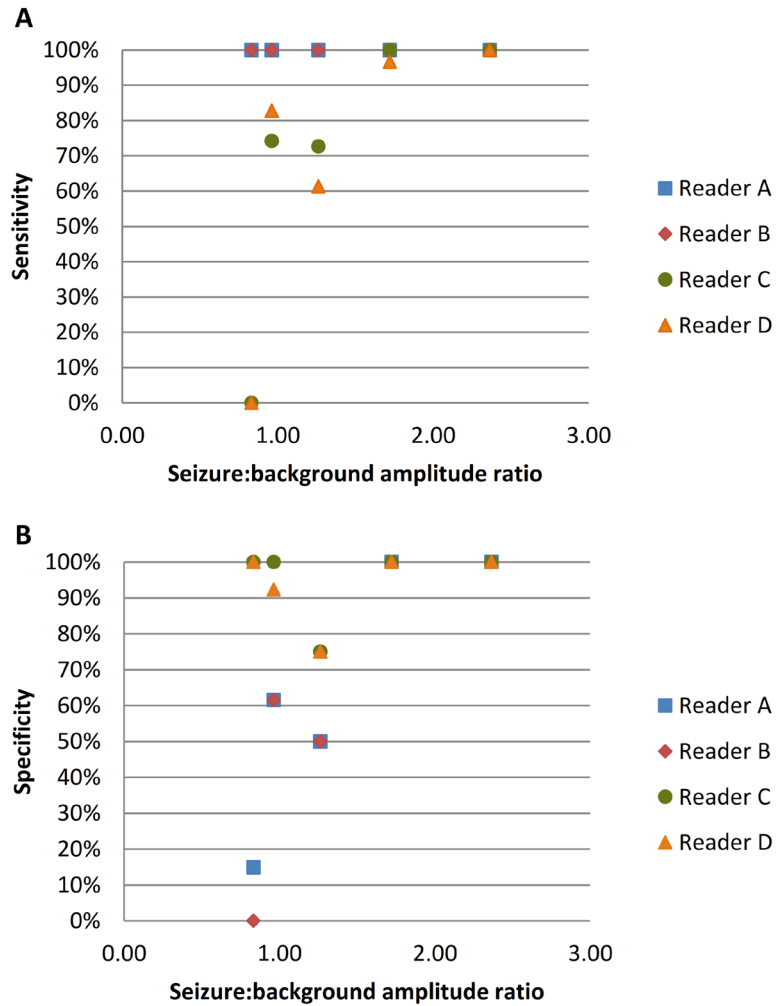 A
100%
90%
80%
70%
60%
50%
40%
30%
20%
10%
0%
Sensitivity
0.00 1.00 2.00 3.00
Seizure:background amplitude ratio
Reader A
Reader B
Reader C
Reader D
B
100%
90%
80%
70%
60%
50%
40%
30%
20%
10%
0%
Specificity
0.00 1.00 2.00 3.00
Seizure:background amplitude ratio
Reader A
Reader B
Reader C
Reader D